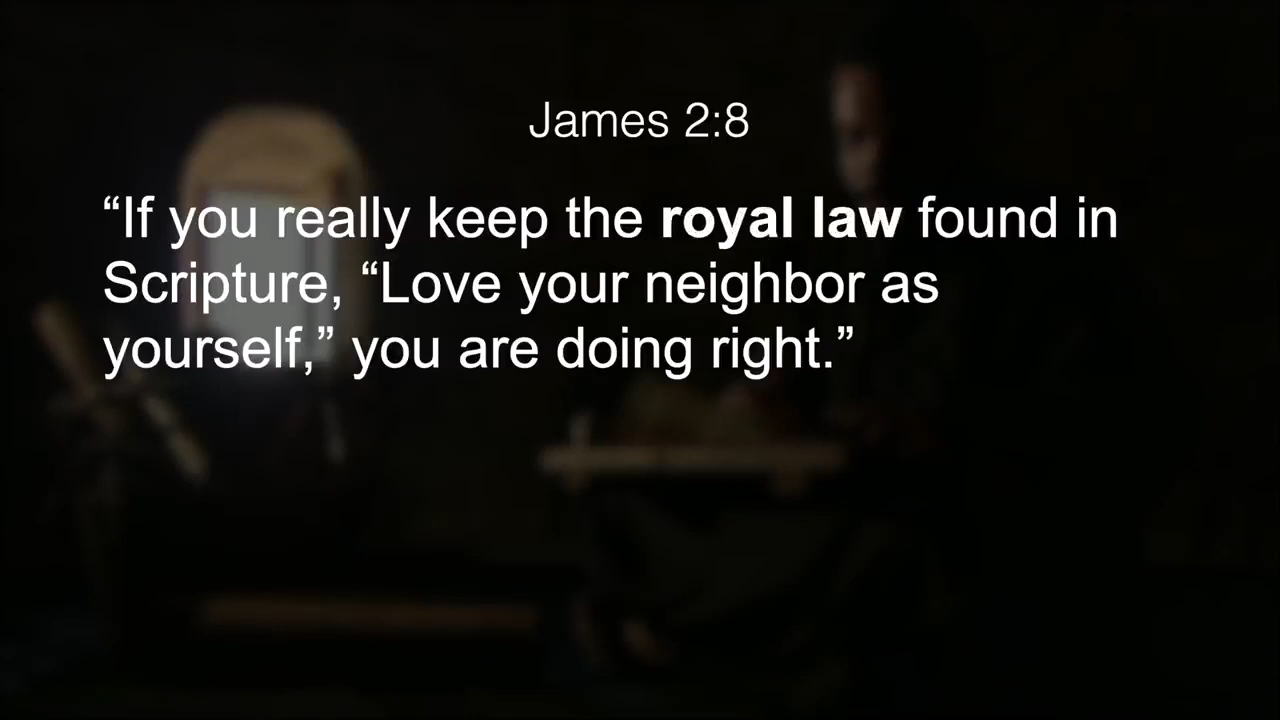 James 2:8
“If you really keep the royal law found in
Scripture, “Love your neighbor as
yourself,” you are doing right.”